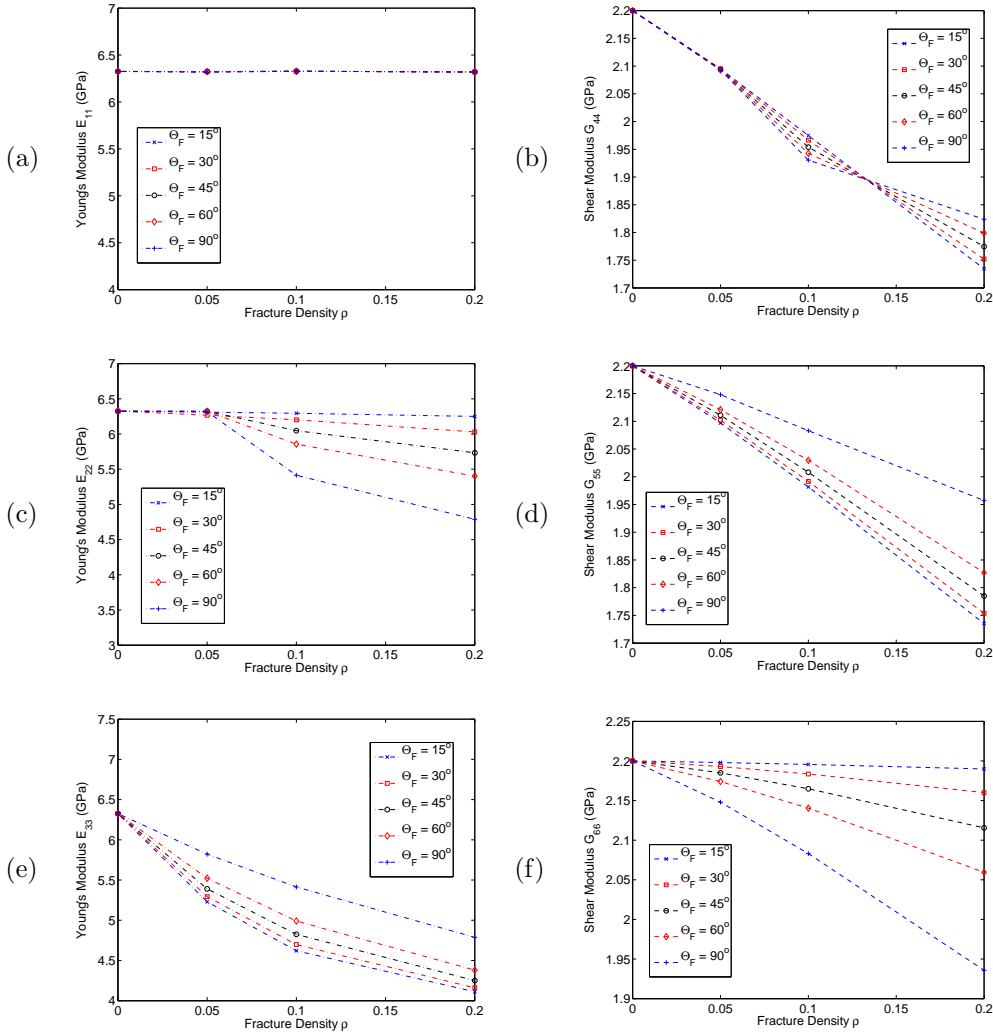 (a)
Young's Modulus E11 (GPa)
7
6.5
6
5.5
5
4.5
4
0
0.05
0.1
0.15
0.2
Fracture Density ρ
ΘF = 15o
ΘF = 30o
ΘF = 45o
ΘF = 60o
ΘF = 90o
(b)
Shear Modulus G44 (GPa)
2.2
2.15
2.1
2.05
2
1.95
1.9
1.85
1.8
1.75
1.7
0
0.05
0.1
0.15
0.2
Fracture Density ρ
ΘF = 15o
ΘF = 30o
ΘF = 45o
ΘF = 60o
ΘF = 90o
(c)
Young's Modulus E22 (GPa)
7
6.5
6
5.5
5
4.5
4
3.5
3
0
0.05
0.1
0.15
0.2
Fracture Density ρ
ΘF = 15o
ΘF = 30o
ΘF = 45o
ΘF = 60o
ΘF = 90o
(d)
Shear Modulus G55 (GPa)
2.2
2.15
2.1
2.05
2
1.95
1.9
1.85
1.8
1.75
1.7
0
0.05
0.1
0.15
0.2
Fracture Density ρ
ΘF = 15o
ΘF = 30o
ΘF = 45o
ΘF = 60o
ΘF = 90o
(e)
Young's Modulus E33 (GPa)
7.5
7
6.5
6
5.5
5
4.5
4
0
0.05
0.1
0.15
0.2
Fracture Density ρ
ΘF = 15o
ΘF = 30o
ΘF = 45o
ΘF = 60o
ΘF = 90o
(f)
Shear Modulus G66 (GPa)
2.25
2.2
2.15
2.1
2.05
2
1.95
1.9
0
0.05
0.1
0.15
0.2
Fracture Density ρ
ΘF = 15o
ΘF = 30o
ΘF = 45o
ΘF = 60o
ΘF = 90o